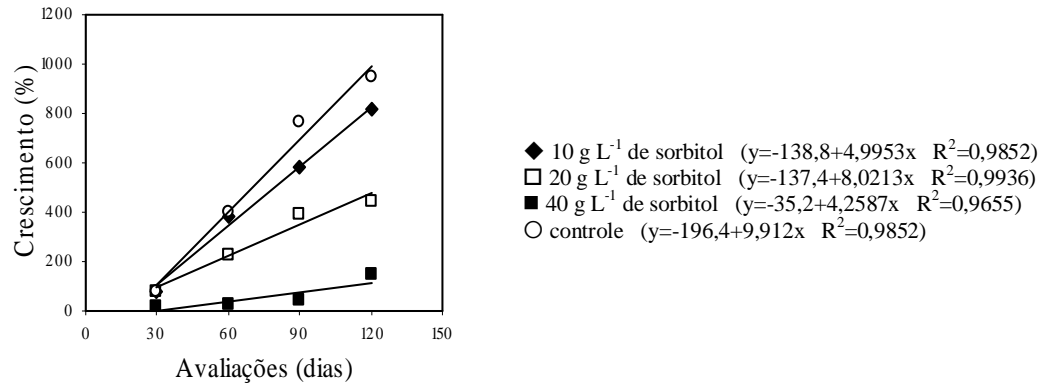 1200
1000
800
600
400
200
0
Crescimento (%)
0 30 60 90 120 150
Avaliações (dias)
10 g L⁻¹ de sorbitol (y=-138,8+4,9953x R²=0,9852)
20 g L⁻¹ de sorbitol (y=-137,4+8,0213x R²=0,9936)
40 g L⁻¹ de sorbitol (y=-35,2+4,2587x R²=0,9655)
controle (y=-196,4+9,912x R²=0,9852)